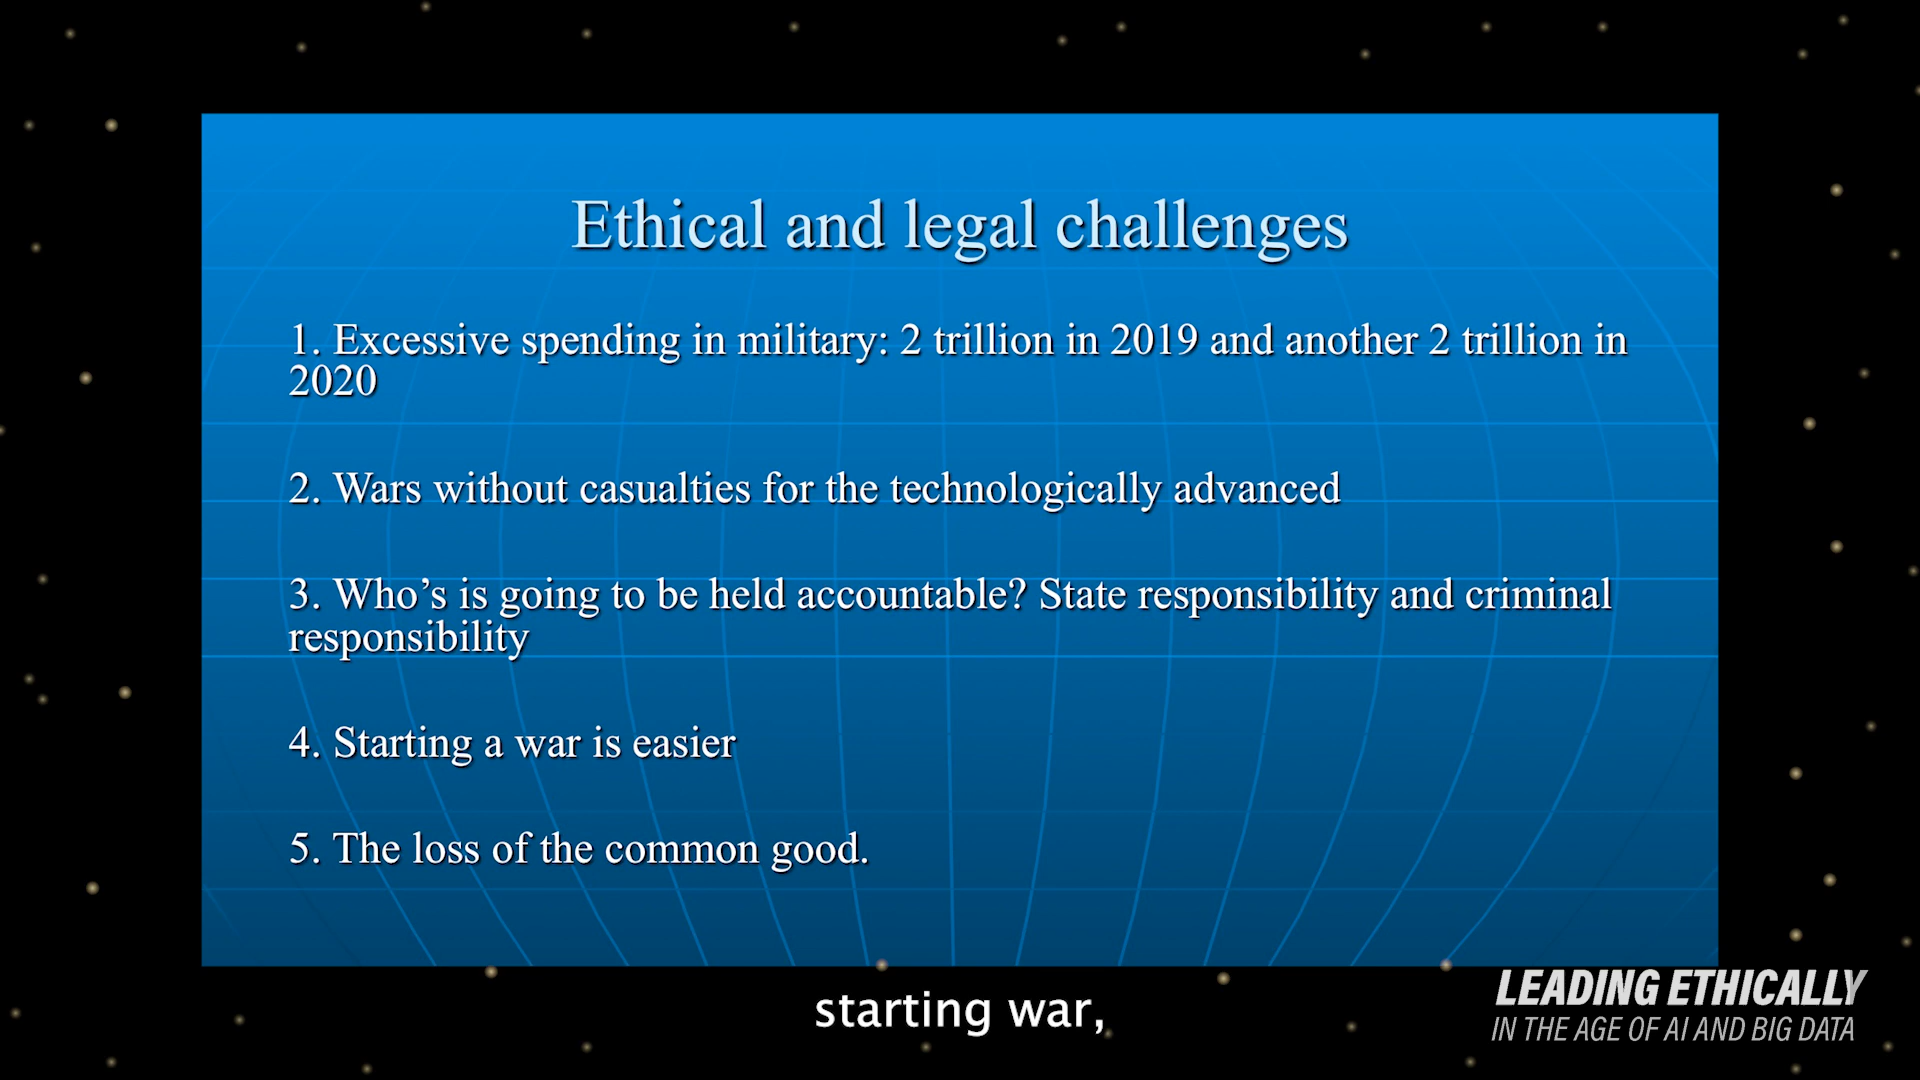 Ethical and legal challenges
1. Excessive spending in military: 2 trillion in 2019 and another 2 trillion in
2020
2. Wars without casualties for the technologically advanced
3. Who’s is going to be held accountable? State responsibility and criminal
responsibility
4. Starting a war is easier
5. The loss of the common good.
starting war,
LEADING ETHICALLY
IN THE AGE OF AI AND BIG DATA